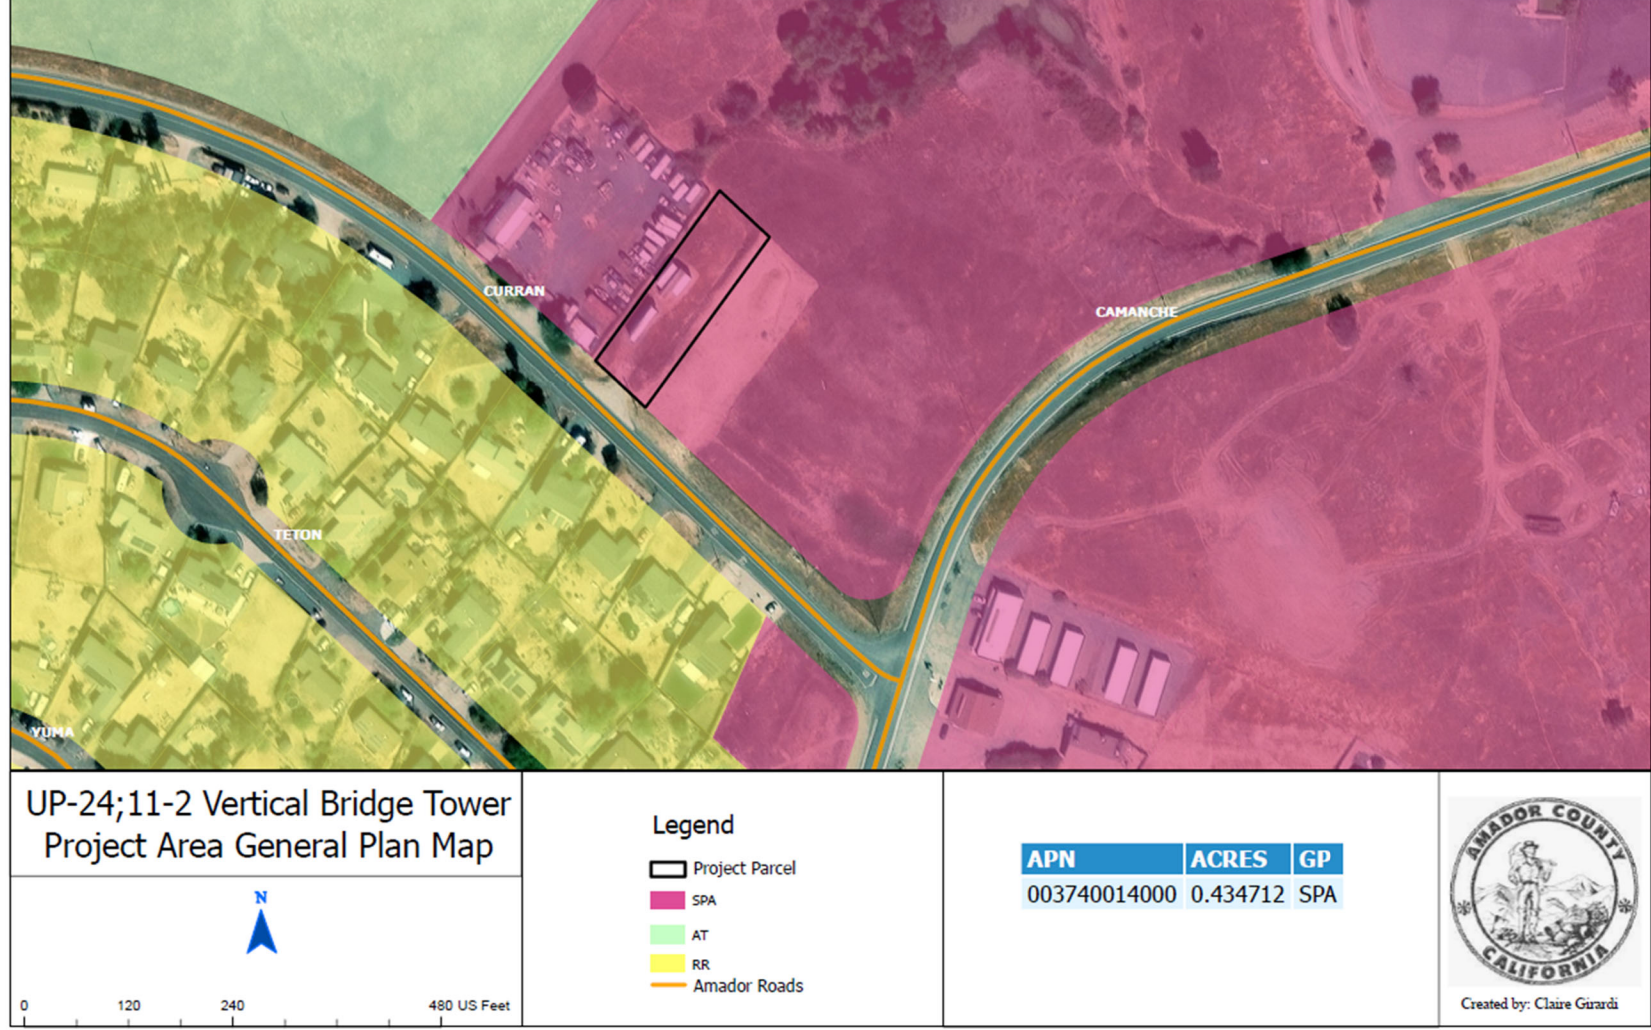 CURRAN
CAMANCHE
TETON
YUMA
UP-24;11-2 Vertical Bridge Tower
Project Area General Plan Map
N
0 120 240 480 US Feet
Legend
Project Parcel
SPA
AT
RR
Amador Roads
APN ACRES GP
003740014000 0.434712 SPA
AMADOR COUNTY
CALIFORNIA
Created by: Claire Girardi